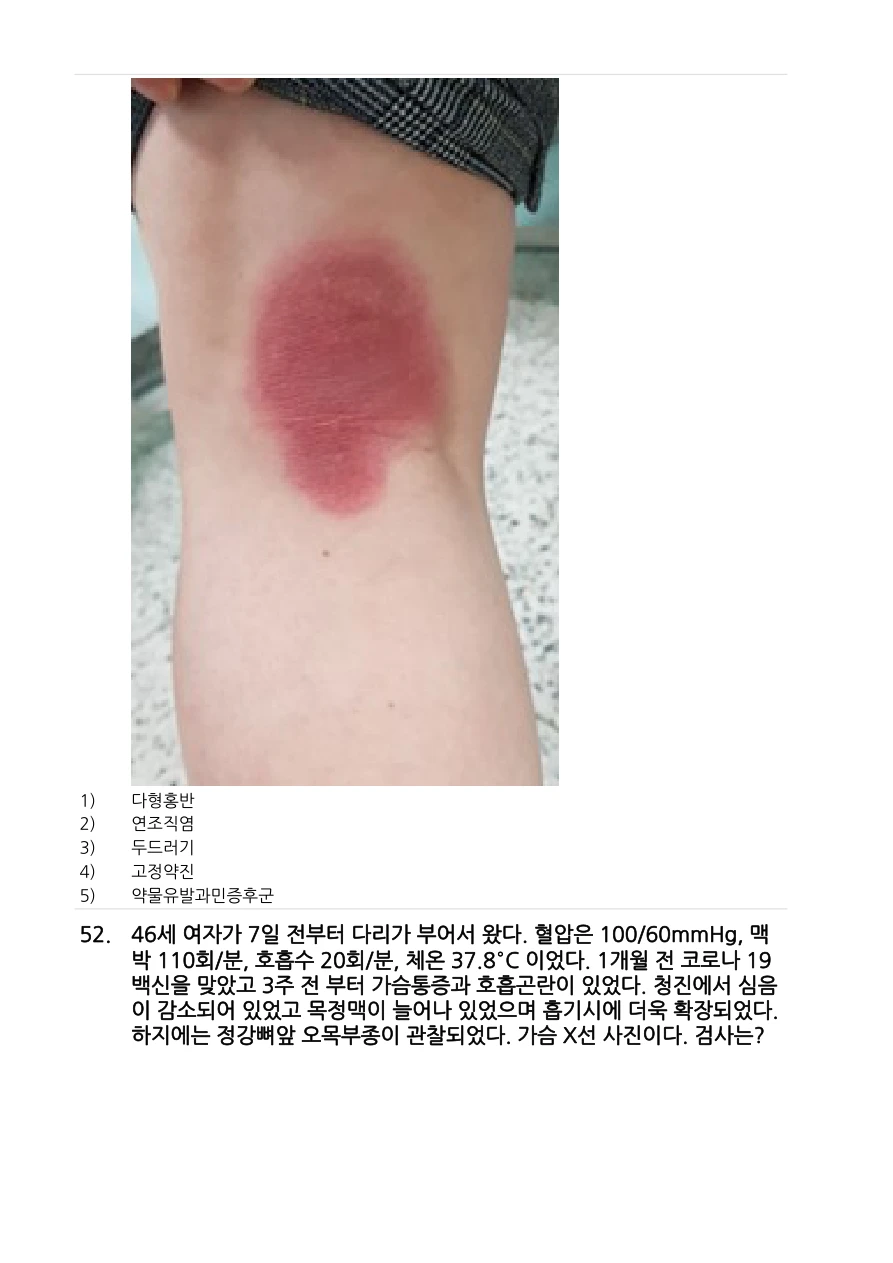 1) 다형홍반
2) 연조직염
3) 두드러기
4) 고정약진
5) 약물유발과민증후군
52. 46세 여자가 7일 전부터 다리가 부어서 왔다. 혈압은 100/60mmHg, 맥
박 110회/분, 호흡수 20회/분, 체온 37.8°C 이었다. 1개월 전 코로나 19
백신을 맞았고 3주 전 부터 가슴통증과 호흡곤란이 있었다. 청진에서 심음
이 감소되어 있었고 목정맥이 늘어나 있었으며 흡기시에 더욱 확장되었다.
하지에는 정강뼈앞 오목부종이 관찰되었다. 가슴 X선 사진이다. 검사는?